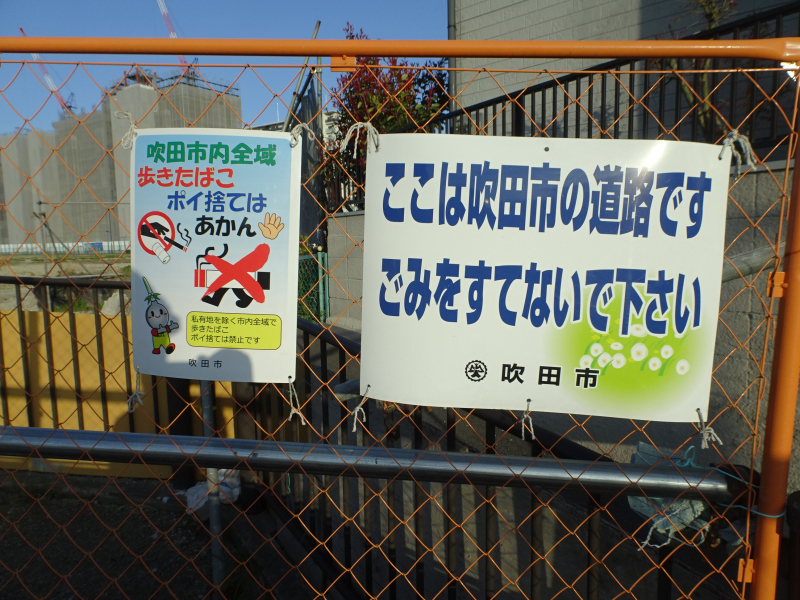 吹田市内全域
歩きたばこ
ポイ捨ては
あかん
私有地を除く市内全域で
歩きたばこ
ポイ捨ては禁止です
吹田市
ここは吹田市の道路です
ごみをすてないで下さい
吹田市